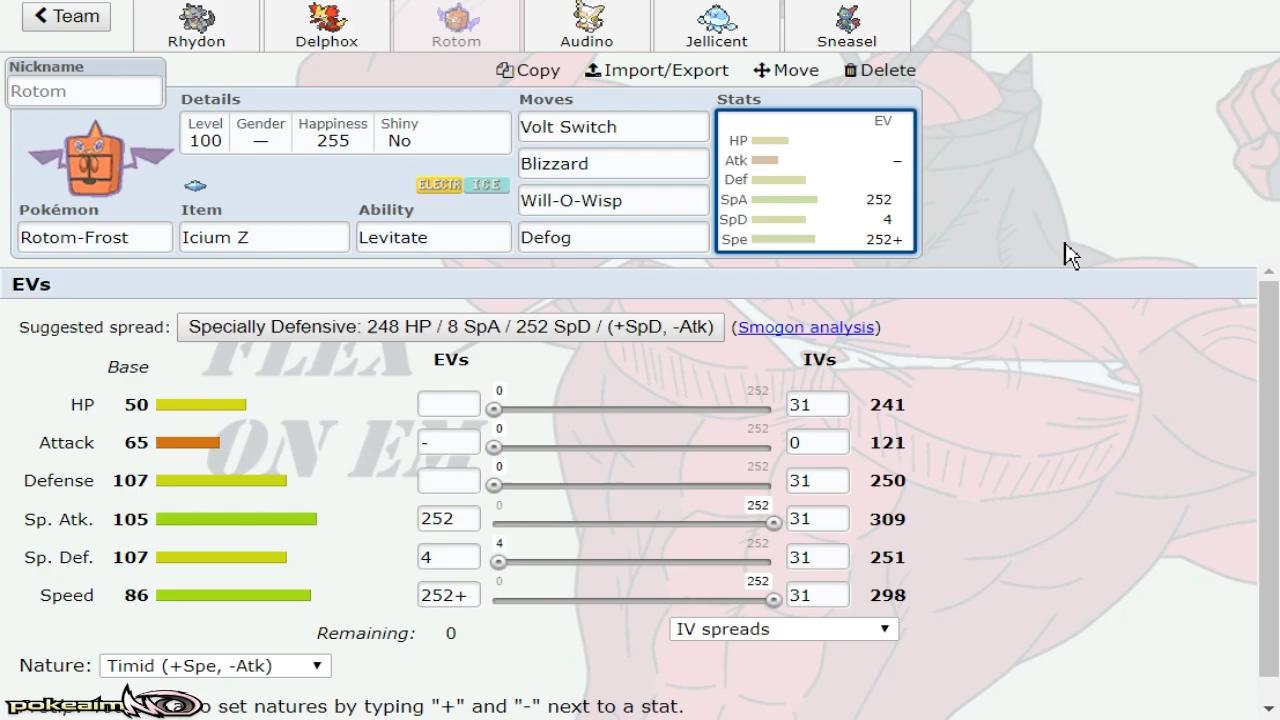 Team
Rhydon
Delphox
Rotom
Audino
Jellicent
Sneasel
Copy Import/Export Move Delete
Nickname
Rotom
Details
Level
100
Gender
—
Happiness
255
Shiny
No
ELECTR ICE
Pokémon
Rotom-Frost
Item
Icium Z
Ability
Levitate
Moves
Volt Switch
Blizzard
Will-O-Wisp
Defog
Stats
EV
HP
Atk –
Def
SpA 252
SpD 4
Spe 252+
EVs
Suggested spread: Specially Defensive: 248 HP / 8 SpA / 252 SpD / (+SpD, -Atk) (Smogon analysis)
FLEX
ON EM
Base EVs IVs
HP 50 0 252 31 241
Attack 65 - 0 252 0 121
Defense 107 0 252 31 250
Sp. Atk. 105 252 0 252 31 309
Sp. Def. 107 4 4 252 31 251
Speed 86 252+ 0 252 31 298
Remaining: 0
IV spreads
Nature: Timid (+Spe, -Atk)
pokeaim
o set natures by typing "+" and "-" next to a stat.